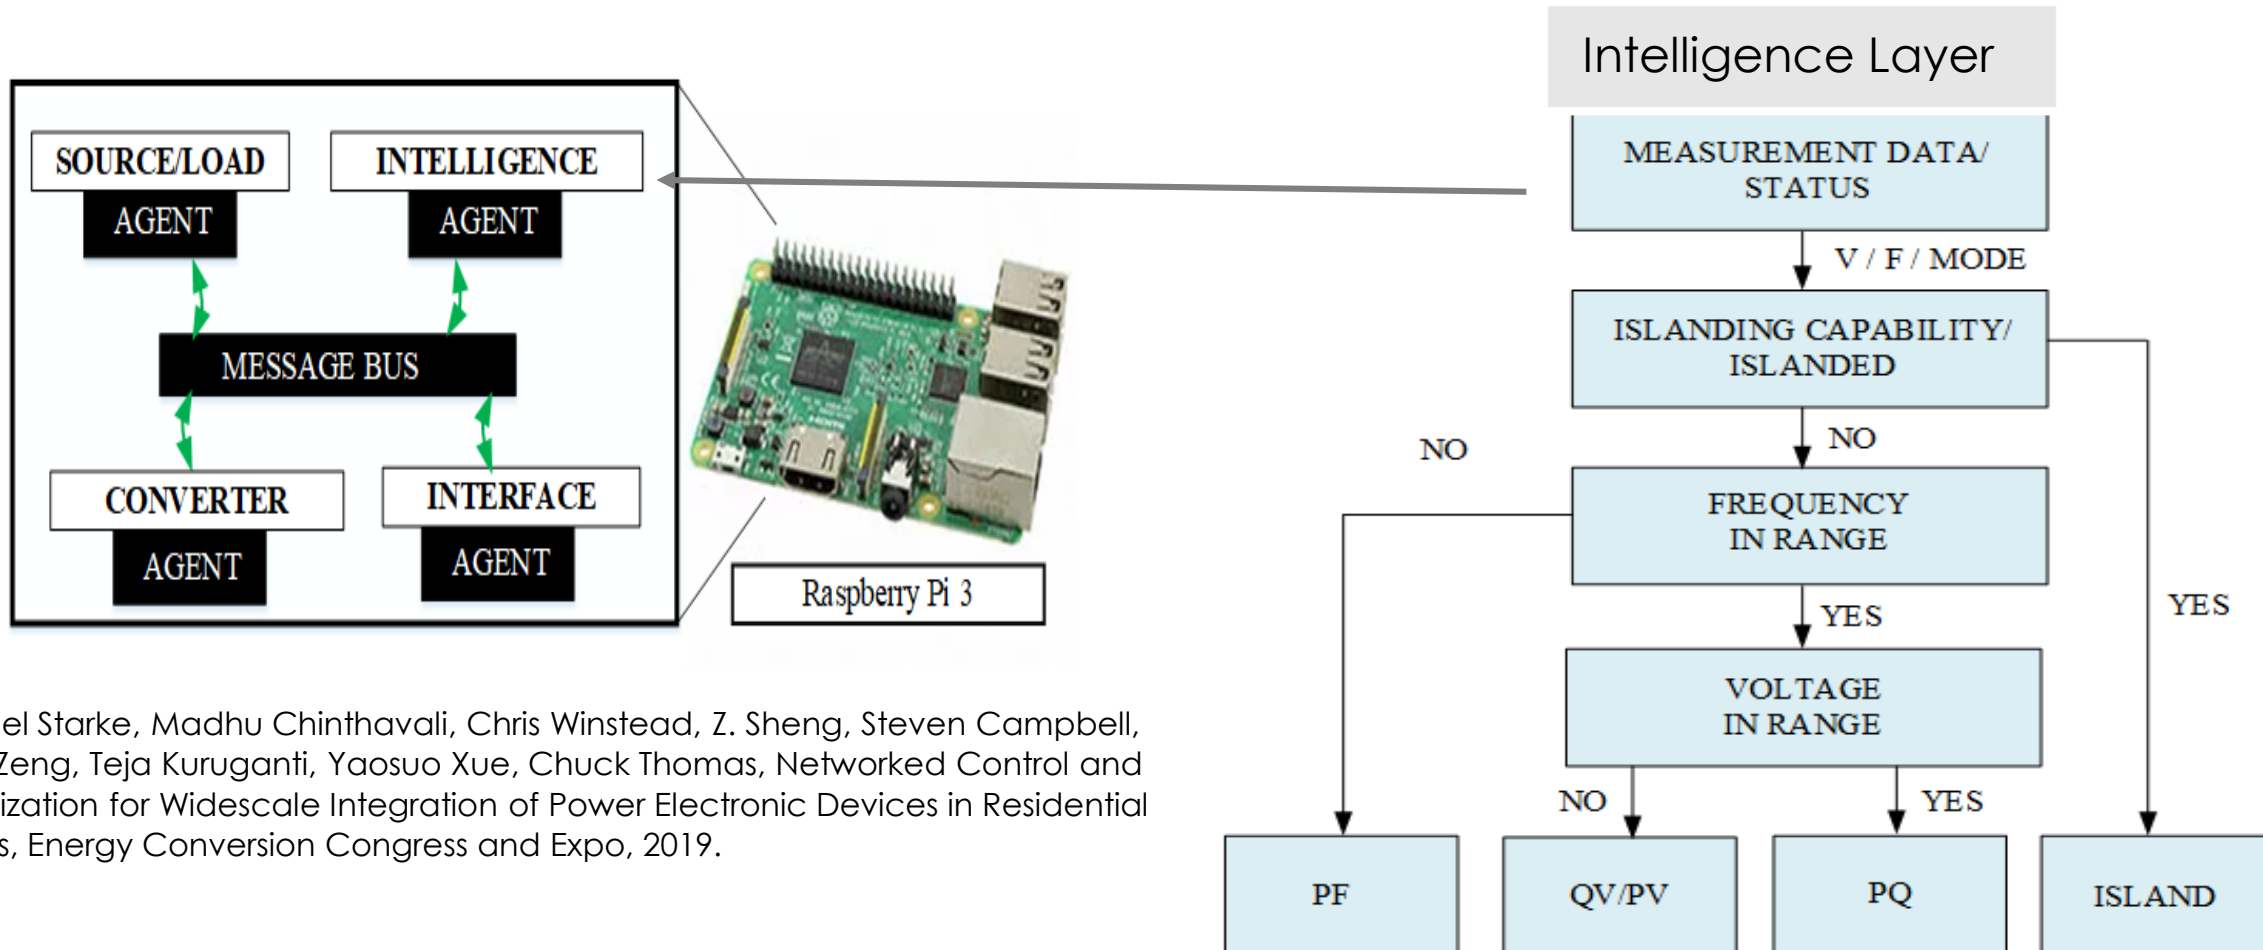 Intelligence Layer
SOURCE/LOAD
AGENT
INTELLIGENCE
AGENT
MESSAGE BUS
CONVERTER
AGENT
INTERFACE
AGENT
Raspberry Pi 3
el Starke, Madhu Chinthavali, Chris Winstead, Z. Sheng, Steven Campbell,
Zeng, Teja Kuruganti, Yaosuo Xue, Chuck Thomas, Networked Control and
ization for Widescale Integration of Power Electronic Devices in Residential
s, Energy Conversion Congress and Expo, 2019.
MEASUREMENT DATA/
STATUS
V / F / MODE
ISLANDING CAPABILITY/
ISLANDED
NO
NO
FREQUENCY
IN RANGE
YES
YES
VOLTAGE
IN RANGE
NO
YES
PF
QV/PV
PQ
ISLAND